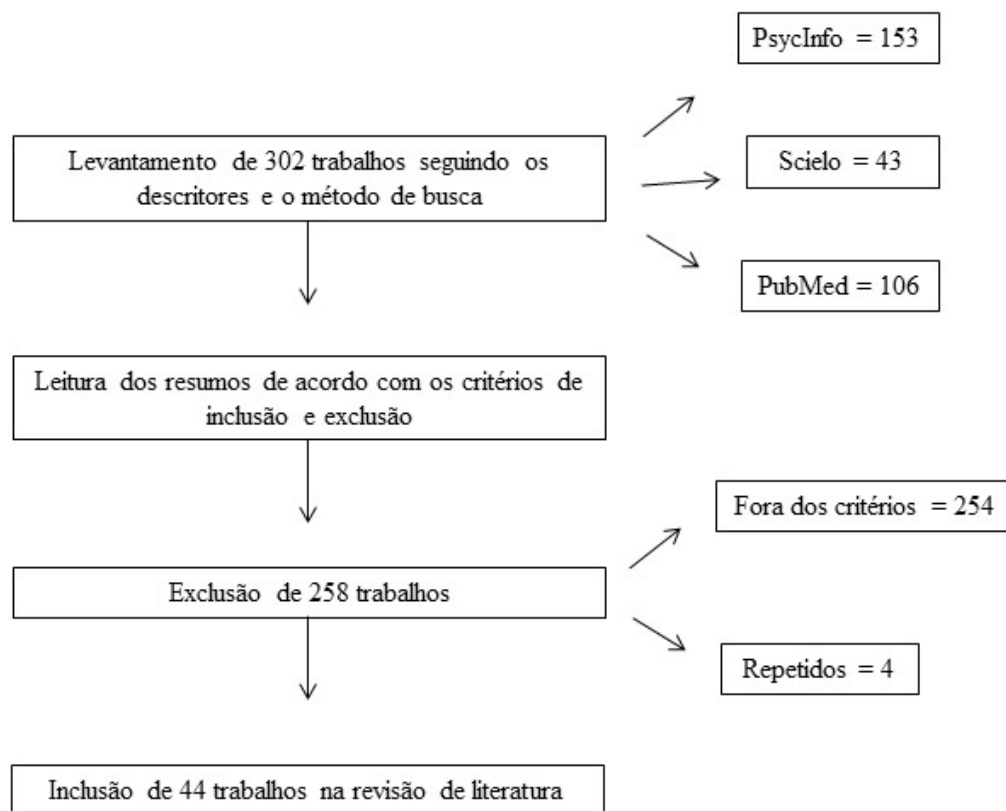 PsycInfo = 153
Levantamento de 302 trabalhos seguindo os
descritores e o método de busca
Scielo = 43
PubMed = 106
Leitura dos resumos de acordo com os critérios de
inclusão e exclusão
Fora dos critérios = 254
Exclusão de 258 trabalhos
Repetidos = 4
Inclusão de 44 trabalhos na revisão de literatura